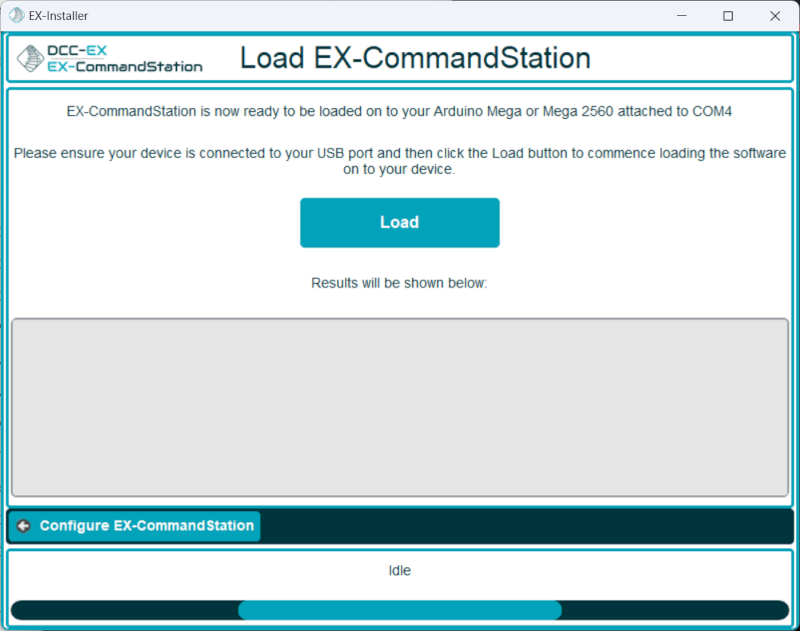 EX-Installer
DCC-EX
EX-CommandStation
Load EX-CommandStation
EX-CommandStation is now ready to be loaded on to your Arduino Mega or Mega 2560 attached to COM4
Please ensure your device is connected to your USB port and then click the Load button to commence loading the software
on to your device.
Load
Results will be shown below:
Configure EX-CommandStation
Idle